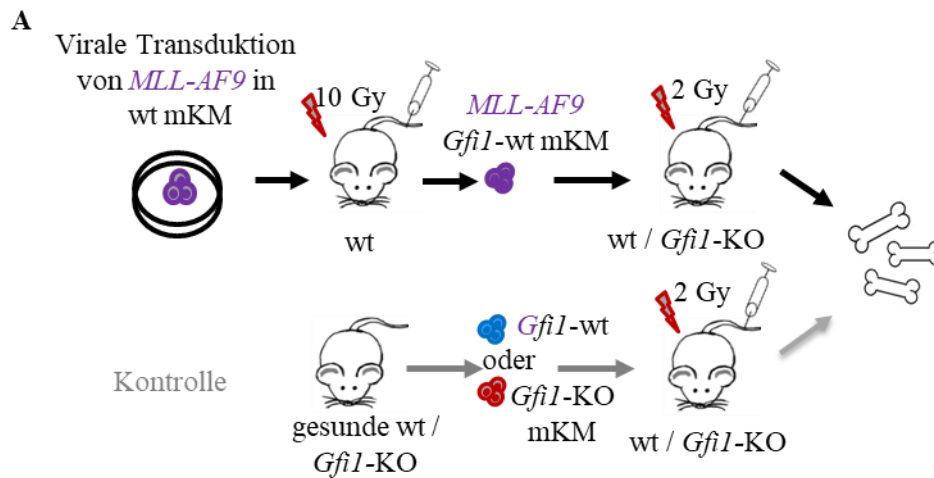 A
Virale Transduktion
von MLL-AF9 in
wt mKM
10 Gy
wt
MLL-AF9
Gfi1-wt mKM
2 Gy
wt / Gfi1-KO
Kontrolle
gesunde wt /
Gfi1-KO
Gfi1-wt
oder
Gfi1-KO
mKM
2 Gy
wt / Gfi1-KO